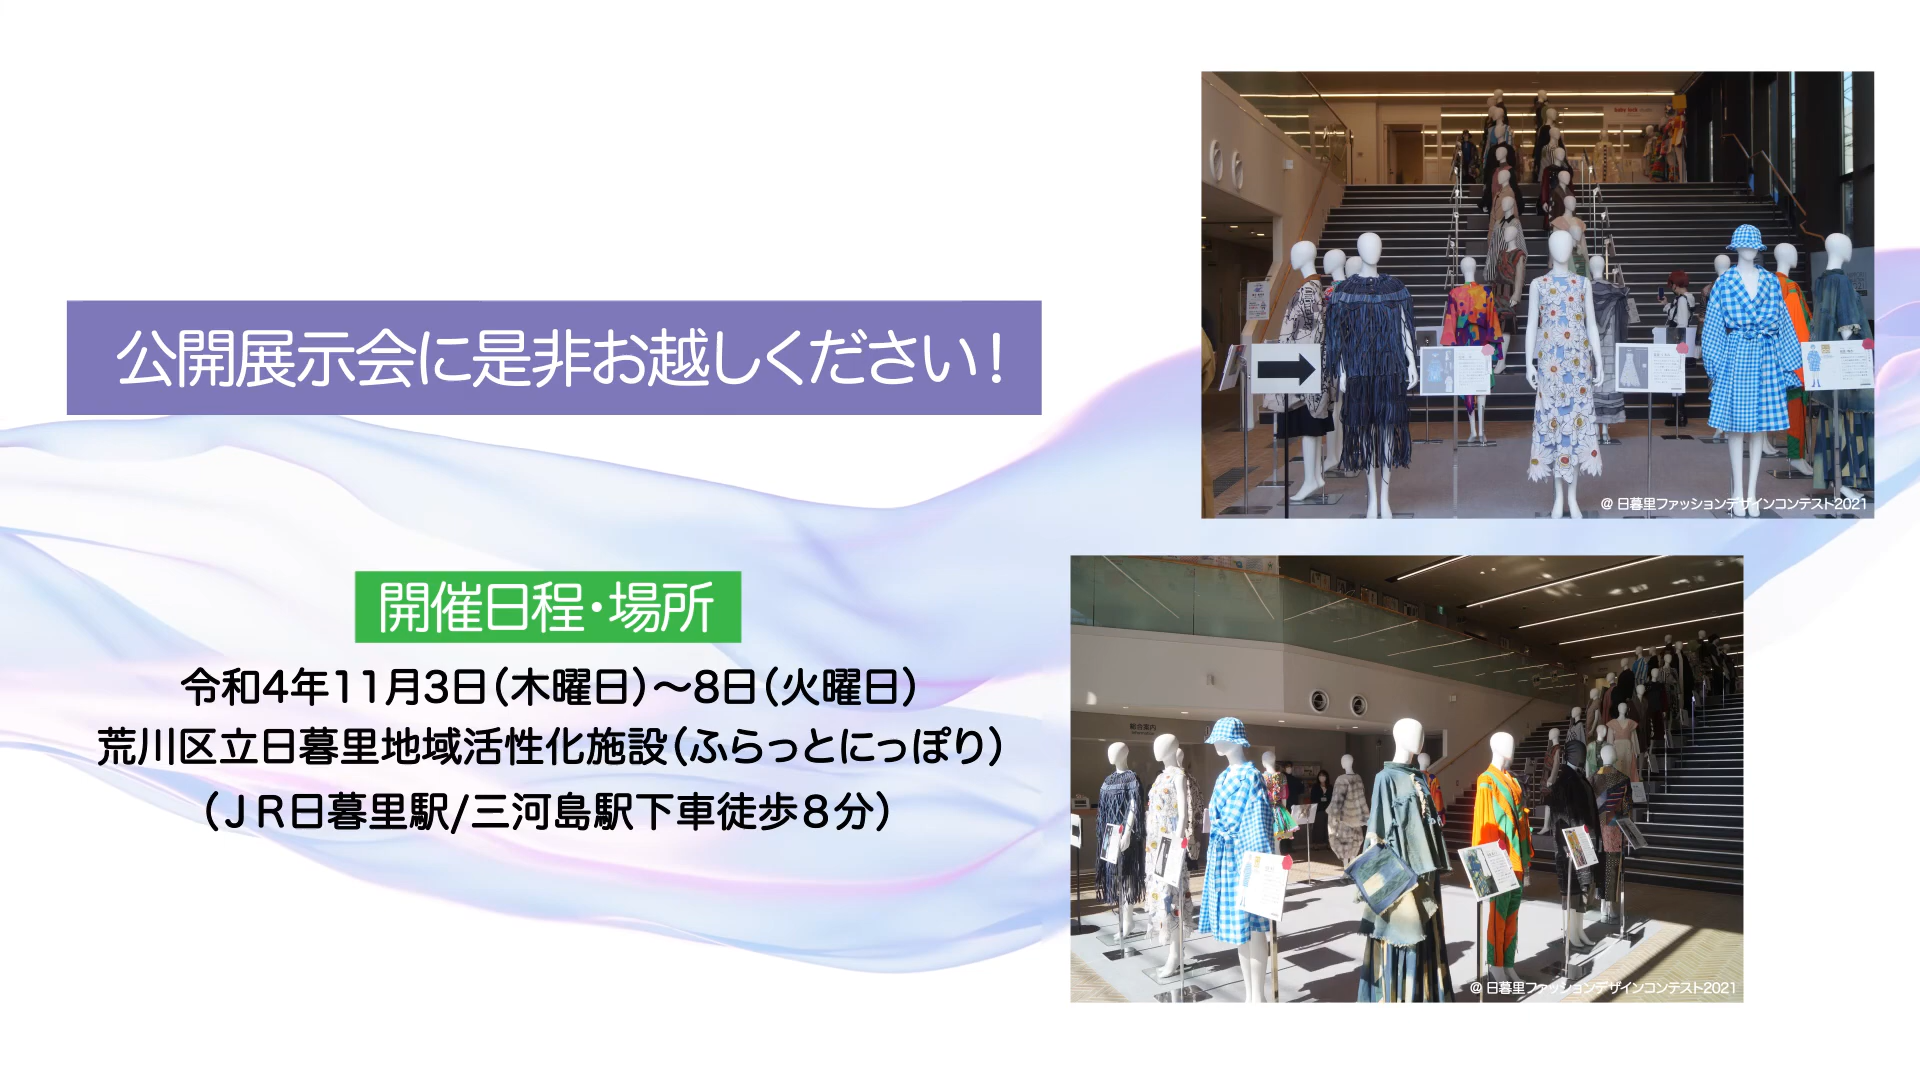 公開展示会に是非お越しください！
開催日程・場所
令和4年11月3日（木曜日）～8日（火曜日）
荒川区立日暮里地域活性化施設（ふらっとにっぽり）
（ＪＲ日暮里駅/三河島駅下車徒歩８分）
@ 日暮里ファッションデザインコンテスト2021
総合案内
@ 日暮里ファッションデザインコンテスト2021